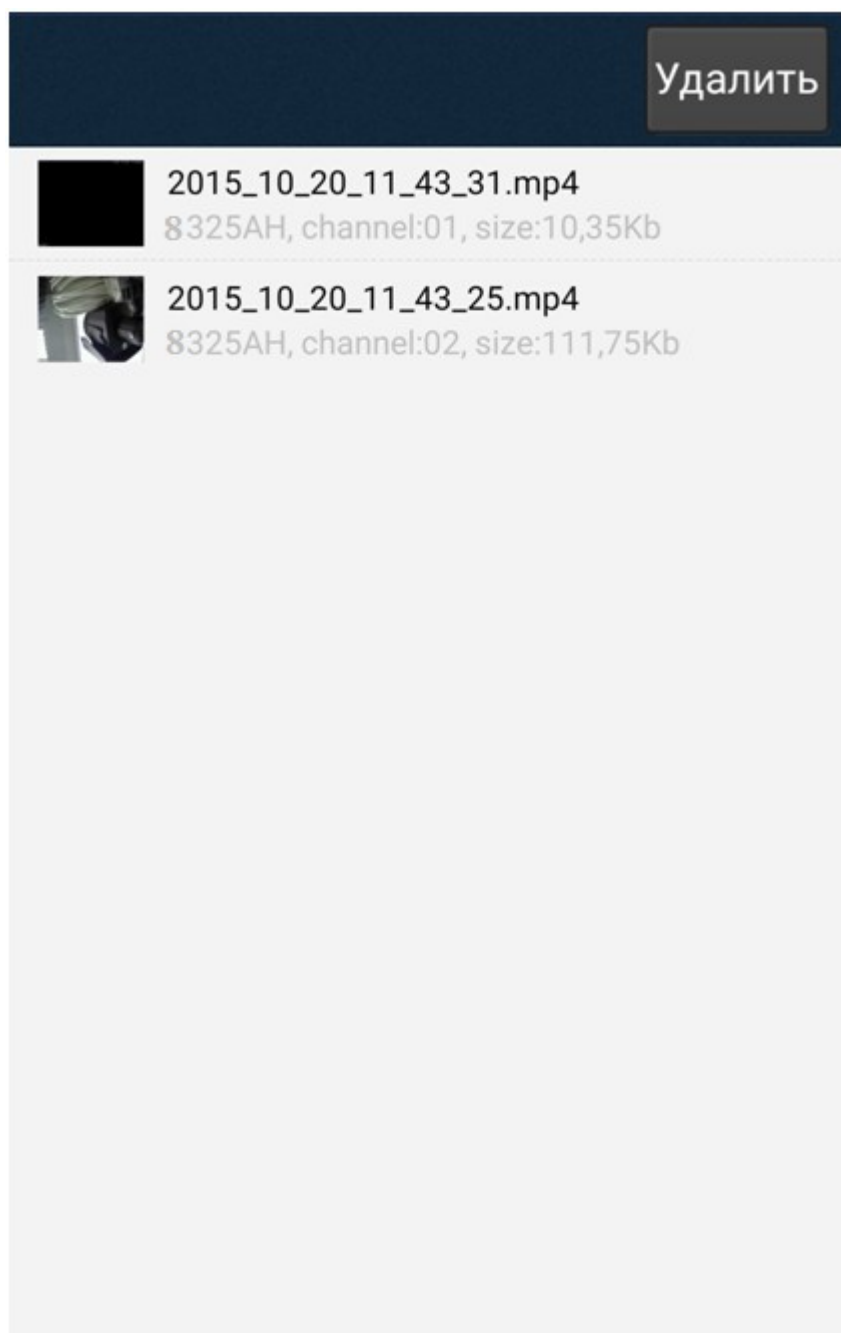 Удалить
2015_10_20_11_43_31.mp4
8325AH, channel:01, size:10,35Kb
2015_10_20_11_43_25.mp4
8325AH, channel:02, size:111,75Kb